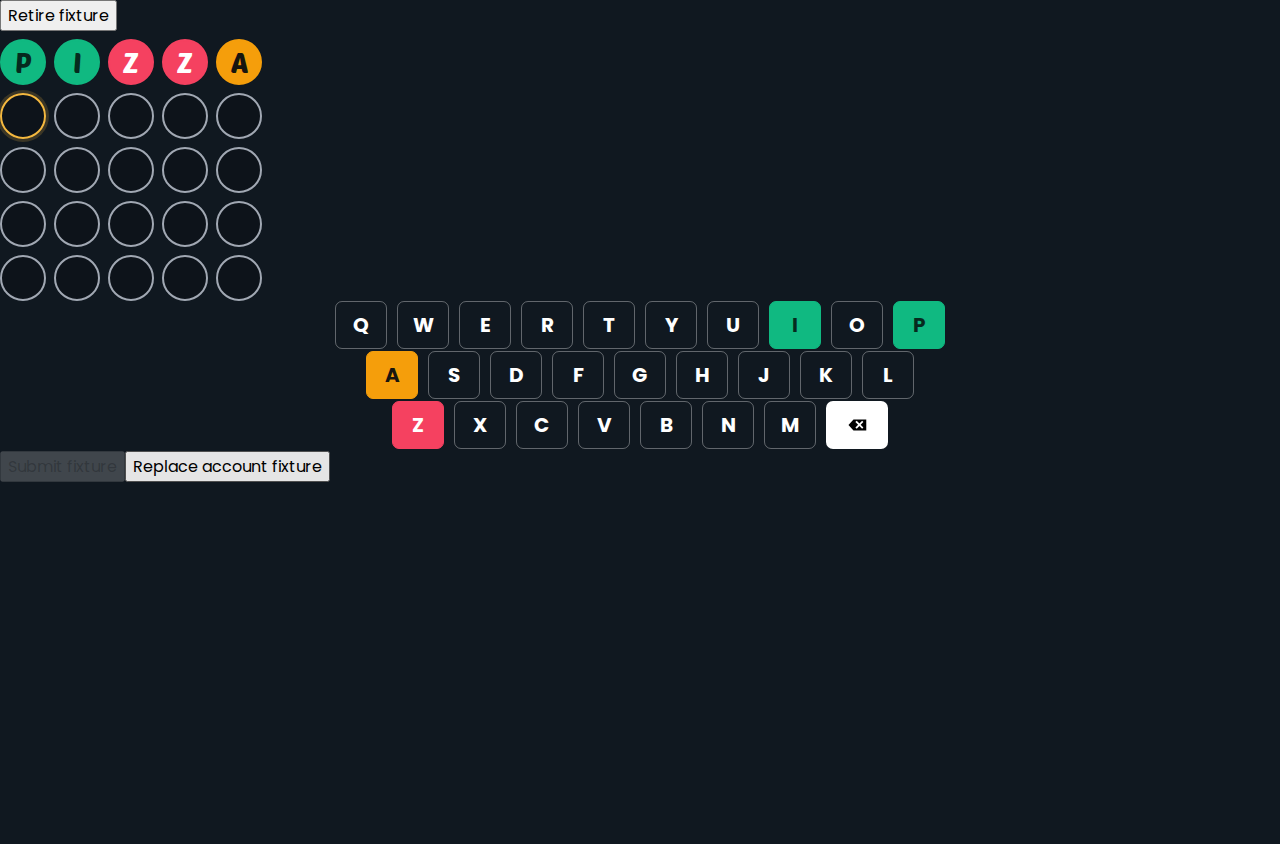 Retire fixture
P I Z Z A
Q W E R T Y U I O P
A S D F G H J K L
Z X C V B N M
Submit fixture Replace account fixture